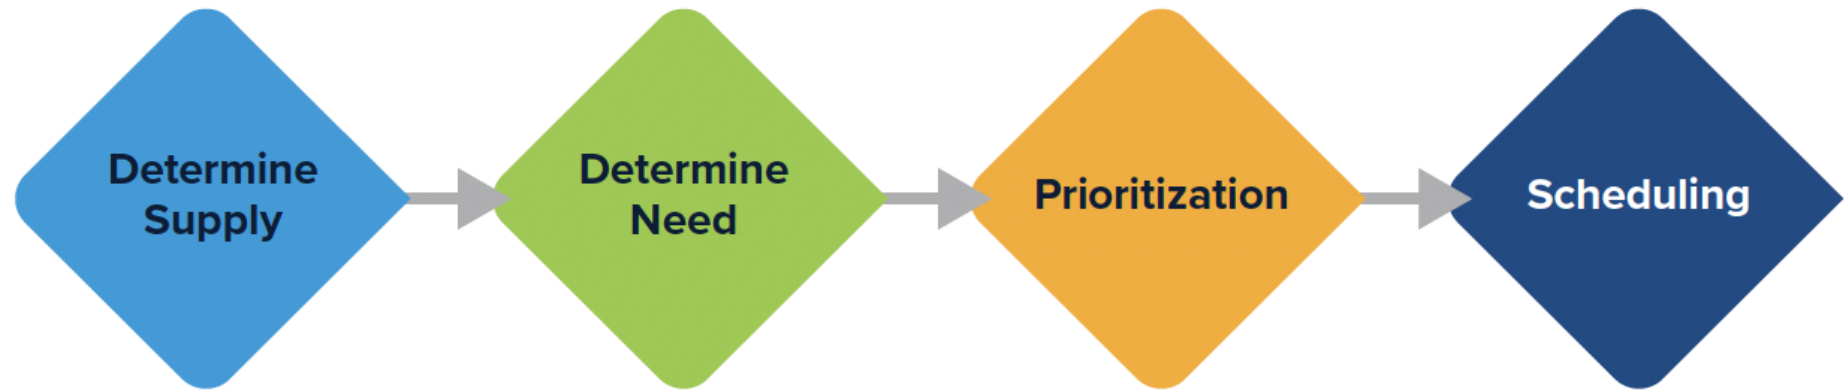 Determine
Supply
Determine
Need
Prioritization
Scheduling